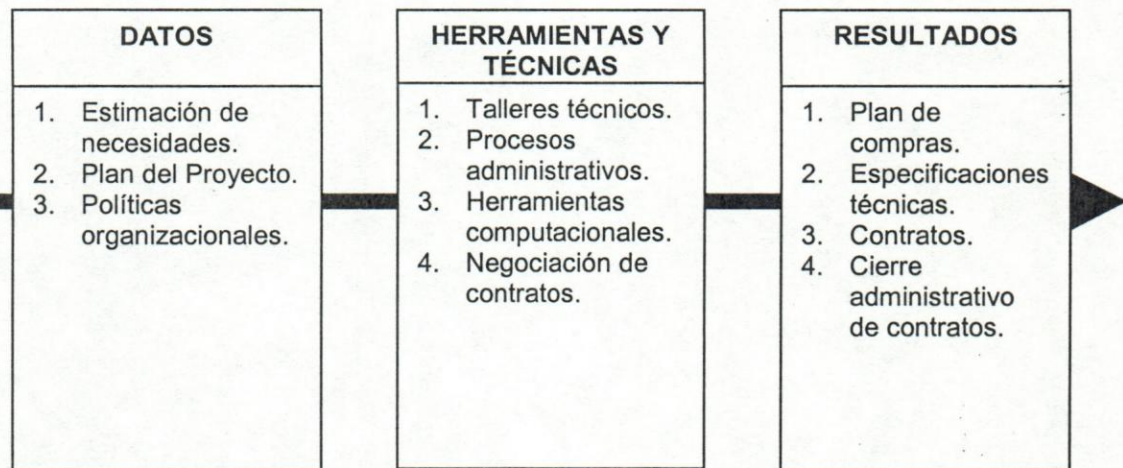 DATOS
1. Estimación de
necesidades.
2. Plan del Proyecto.
3. Políticas
organizacionales.
HERRAMIENTAS Y
TÉCNICAS
1. Talleres técnicos.
2. Procesos
administrativos.
3. Herramientas
computacionales.
4. Negociación de
contratos.
RESULTADOS
1. Plan de
compras.
2. Especificaciones
técnicas.
3. Contratos.
4. Cierre
administrativo
de contratos.